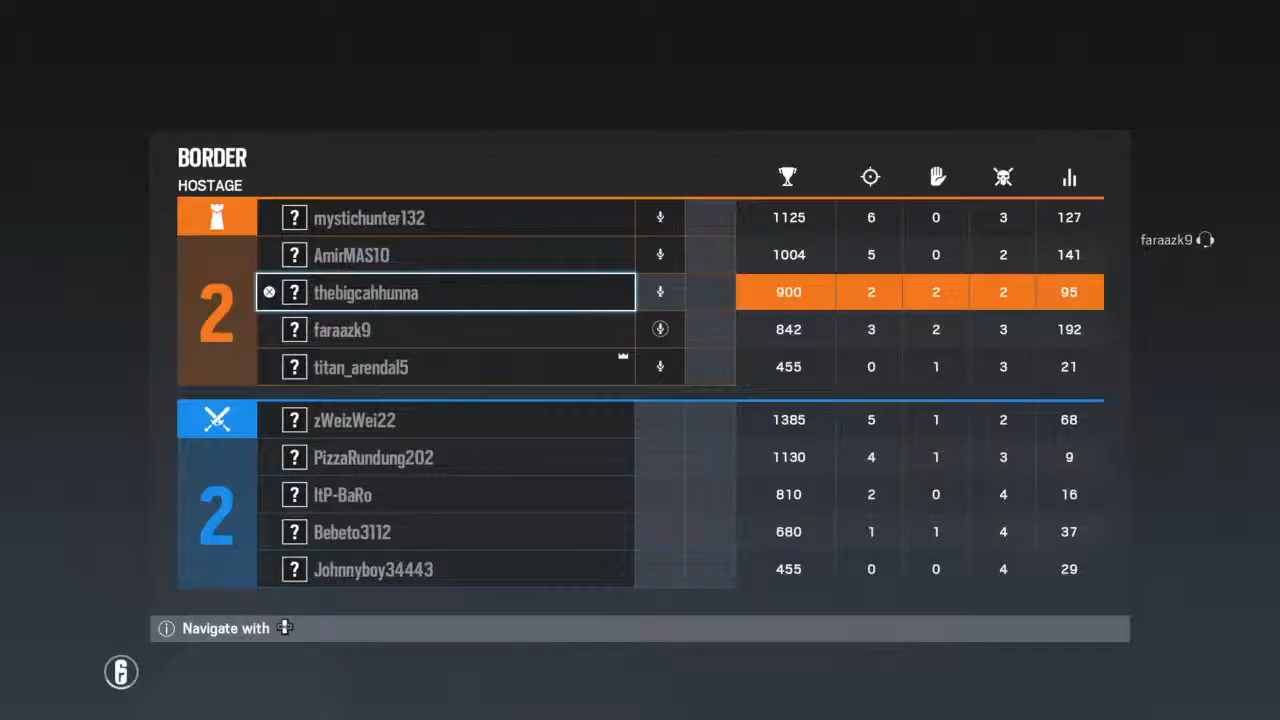 BORDER
HOSTAGE
? mystichunter132 1125 6 0 3 127
? AmirMAS10 1004 5 0 2 141
? thebigcahhunna 900 2 2 2 95
? faraazk9 842 3 2 3 192
? titan_arendal5 455 0 1 3 21
2
faraazk9
? zWeizWei22 1385 5 1 2 68
? PizzaRundung202 1130 4 1 3 9
? ItP-BaRo 810 2 0 4 16
? Bebeto3112 680 1 1 4 37
? Johnnyboy34443 455 0 0 4 29
2
Navigate with
6